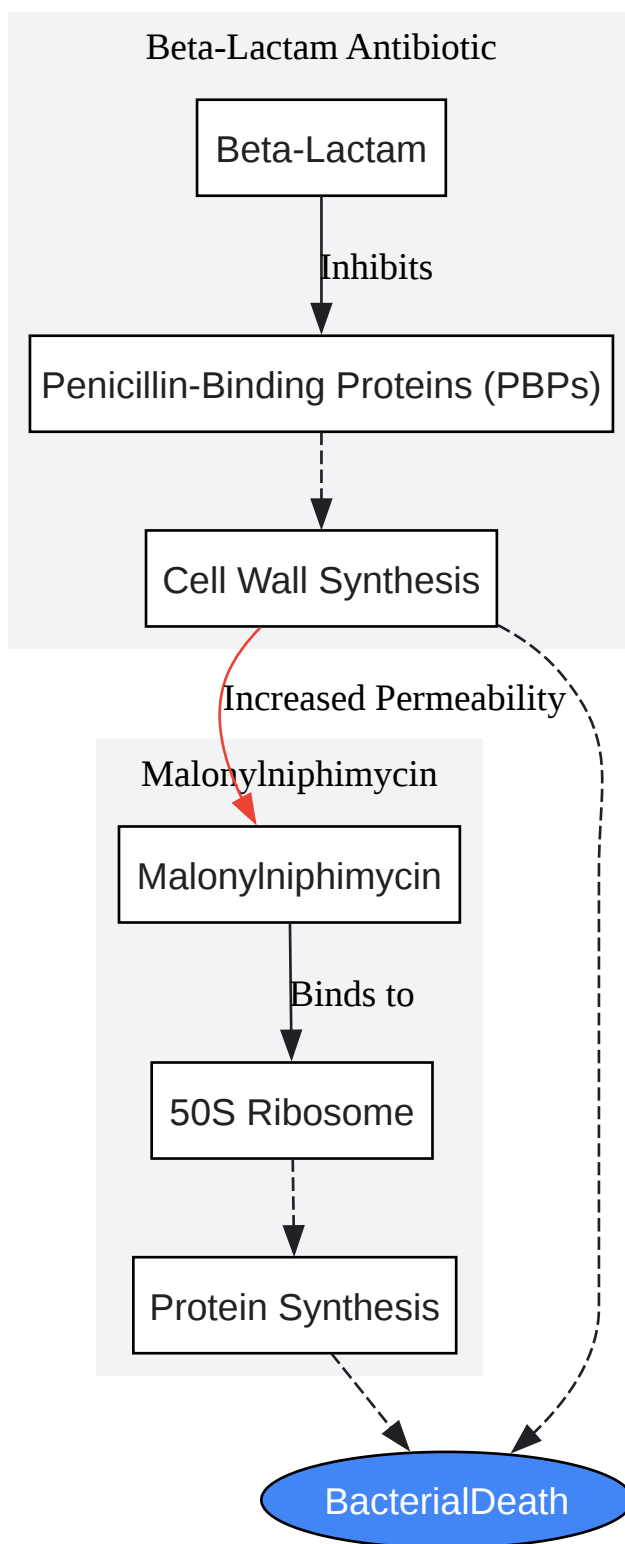 Beta-Lactam Antibiotic
Beta-Lactam
Inhibits
Penicillin-Binding Proteins (PBPs)
Cell Wall Synthesis
Increased Permeability
Malonylniphimycin
Malonylniphimycin
Binds to
50S Ribosome
Protein Synthesis
BacterialDeath